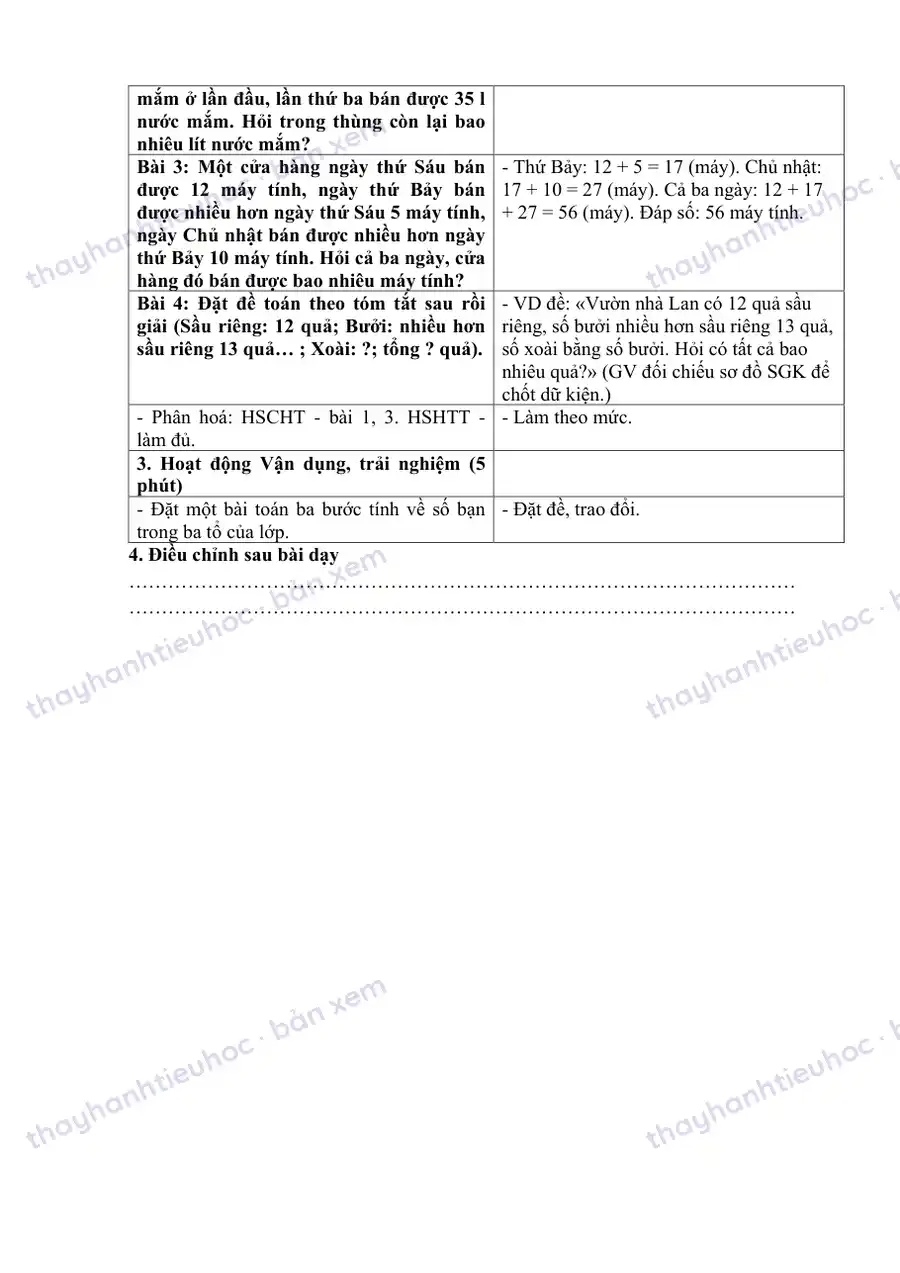 mắm ở lần đầu, lần thứ ba bán được 35 l
nước mắm. Hỏi trong thùng còn lại bao
nhiêu lít nước mắm?
Bài 3: Một cửa hàng ngày thứ Sáu bán
được 12 máy tính, ngày thứ Bảy bán
được nhiều hơn ngày thứ Sáu 5 máy tính,
ngày Chủ nhật bán được nhiều hơn ngày
thứ Bảy 10 máy tính. Hỏi cả ba ngày, cửa
hàng đó bán được bao nhiêu máy tính?
- Thứ Bảy: 12 + 5 = 17 (máy). Chủ nhật:
17 + 10 = 27 (máy). Cả ba ngày: 12 + 17
+ 27 = 56 (máy). Đáp số: 56 máy tính.
Bài 4: Đặt đề toán theo tóm tắt sau rồi
giải (Sầu riêng: 12 quả; Bưởi: nhiều hơn
sầu riêng 13 quả… ; Xoài: ?; tổng ? quả).
- VD đề: «Vườn nhà Lan có 12 quả sầu
riêng, số bưởi nhiều hơn sầu riêng 13 quả,
số xoài bằng số bưởi. Hỏi có tất cả bao
nhiêu quả?» (GV đối chiếu sơ đồ SGK để
chốt dữ kiện.)
- Phân hoá: HSCHT - bài 1, 3. HSHTT -
làm đủ.
- Làm theo mức.
3. Hoạt động Vận dụng, trải nghiệm (5
phút)
- Đặt một bài toán ba bước tính về số bạn
trong ba tổ của lớp.
- Đặt đề, trao đổi.
4. Điều chỉnh sau bài dạy
…………………………………………………………………………………………
…………………………………………………………………………………………
thayhanhtieuhoc · bản xem
thayhanhtieuhoc · b
thayhanhtieuhoc · bản xem
thayhanhtieuhoc · b
thayhanhtieuhoc · bản xem
thayhanhtieuhoc · b